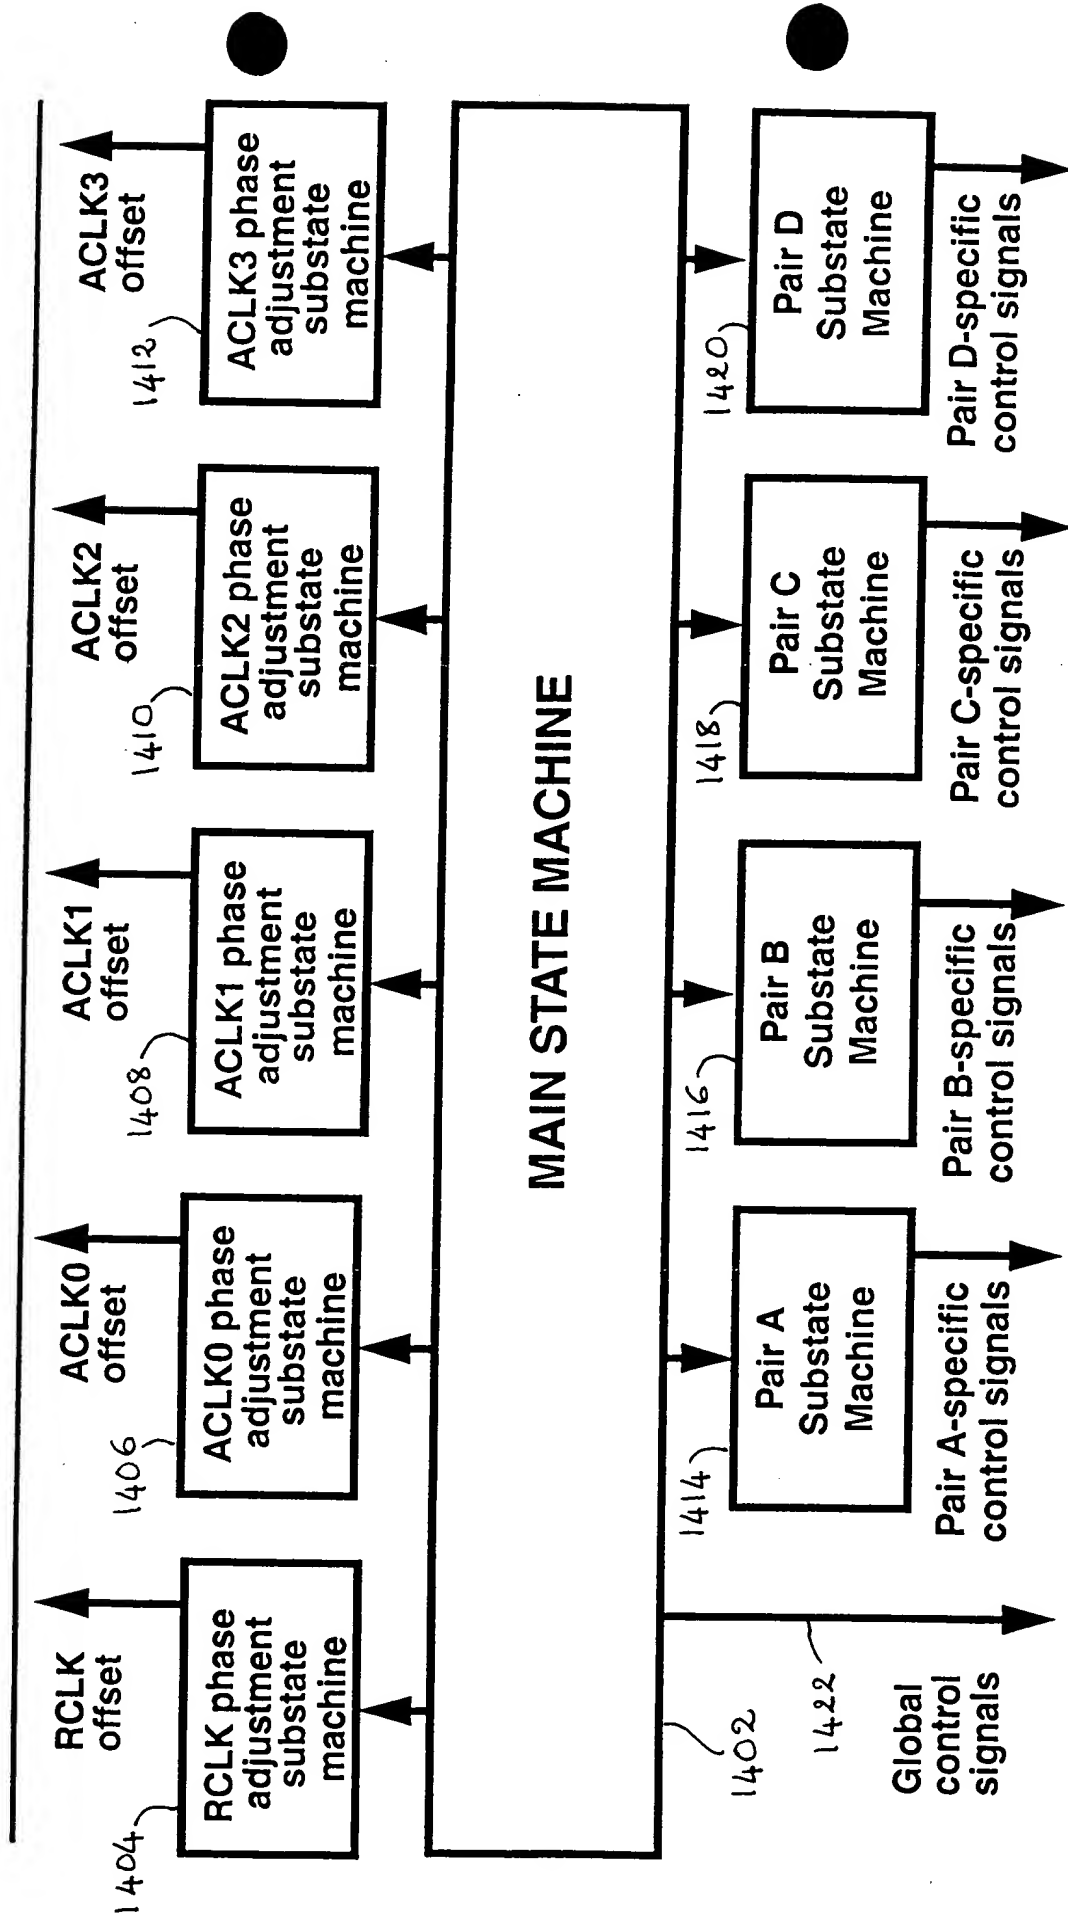 RCLK
offset
ACLK0
offset
ACLK1
offset
ACLK2
offset
ACLK3
offset
1404
RCLK phase
adjustment
substate
machine
1406
ACLK0 phase
adjustment
substate
machine
1408
ACLK1 phase
adjustment
substate
machine
1410
ACLK2 phase
adjustment
substate
machine
1412
ACLK3 phase
adjustment
substate
machine
MAIN STATE MACHINE
1402
1422
Global
control
signals
1414
Pair A
Substate
Machine
Pair A-specific
control signals
1416
Pair B
Substate
Machine
Pair B-specific
control signals
1418
Pair C
Substate
Machine
Pair C-specific
control signals
1420
Pair D
Substate
Machine
Pair D-specific
control signals